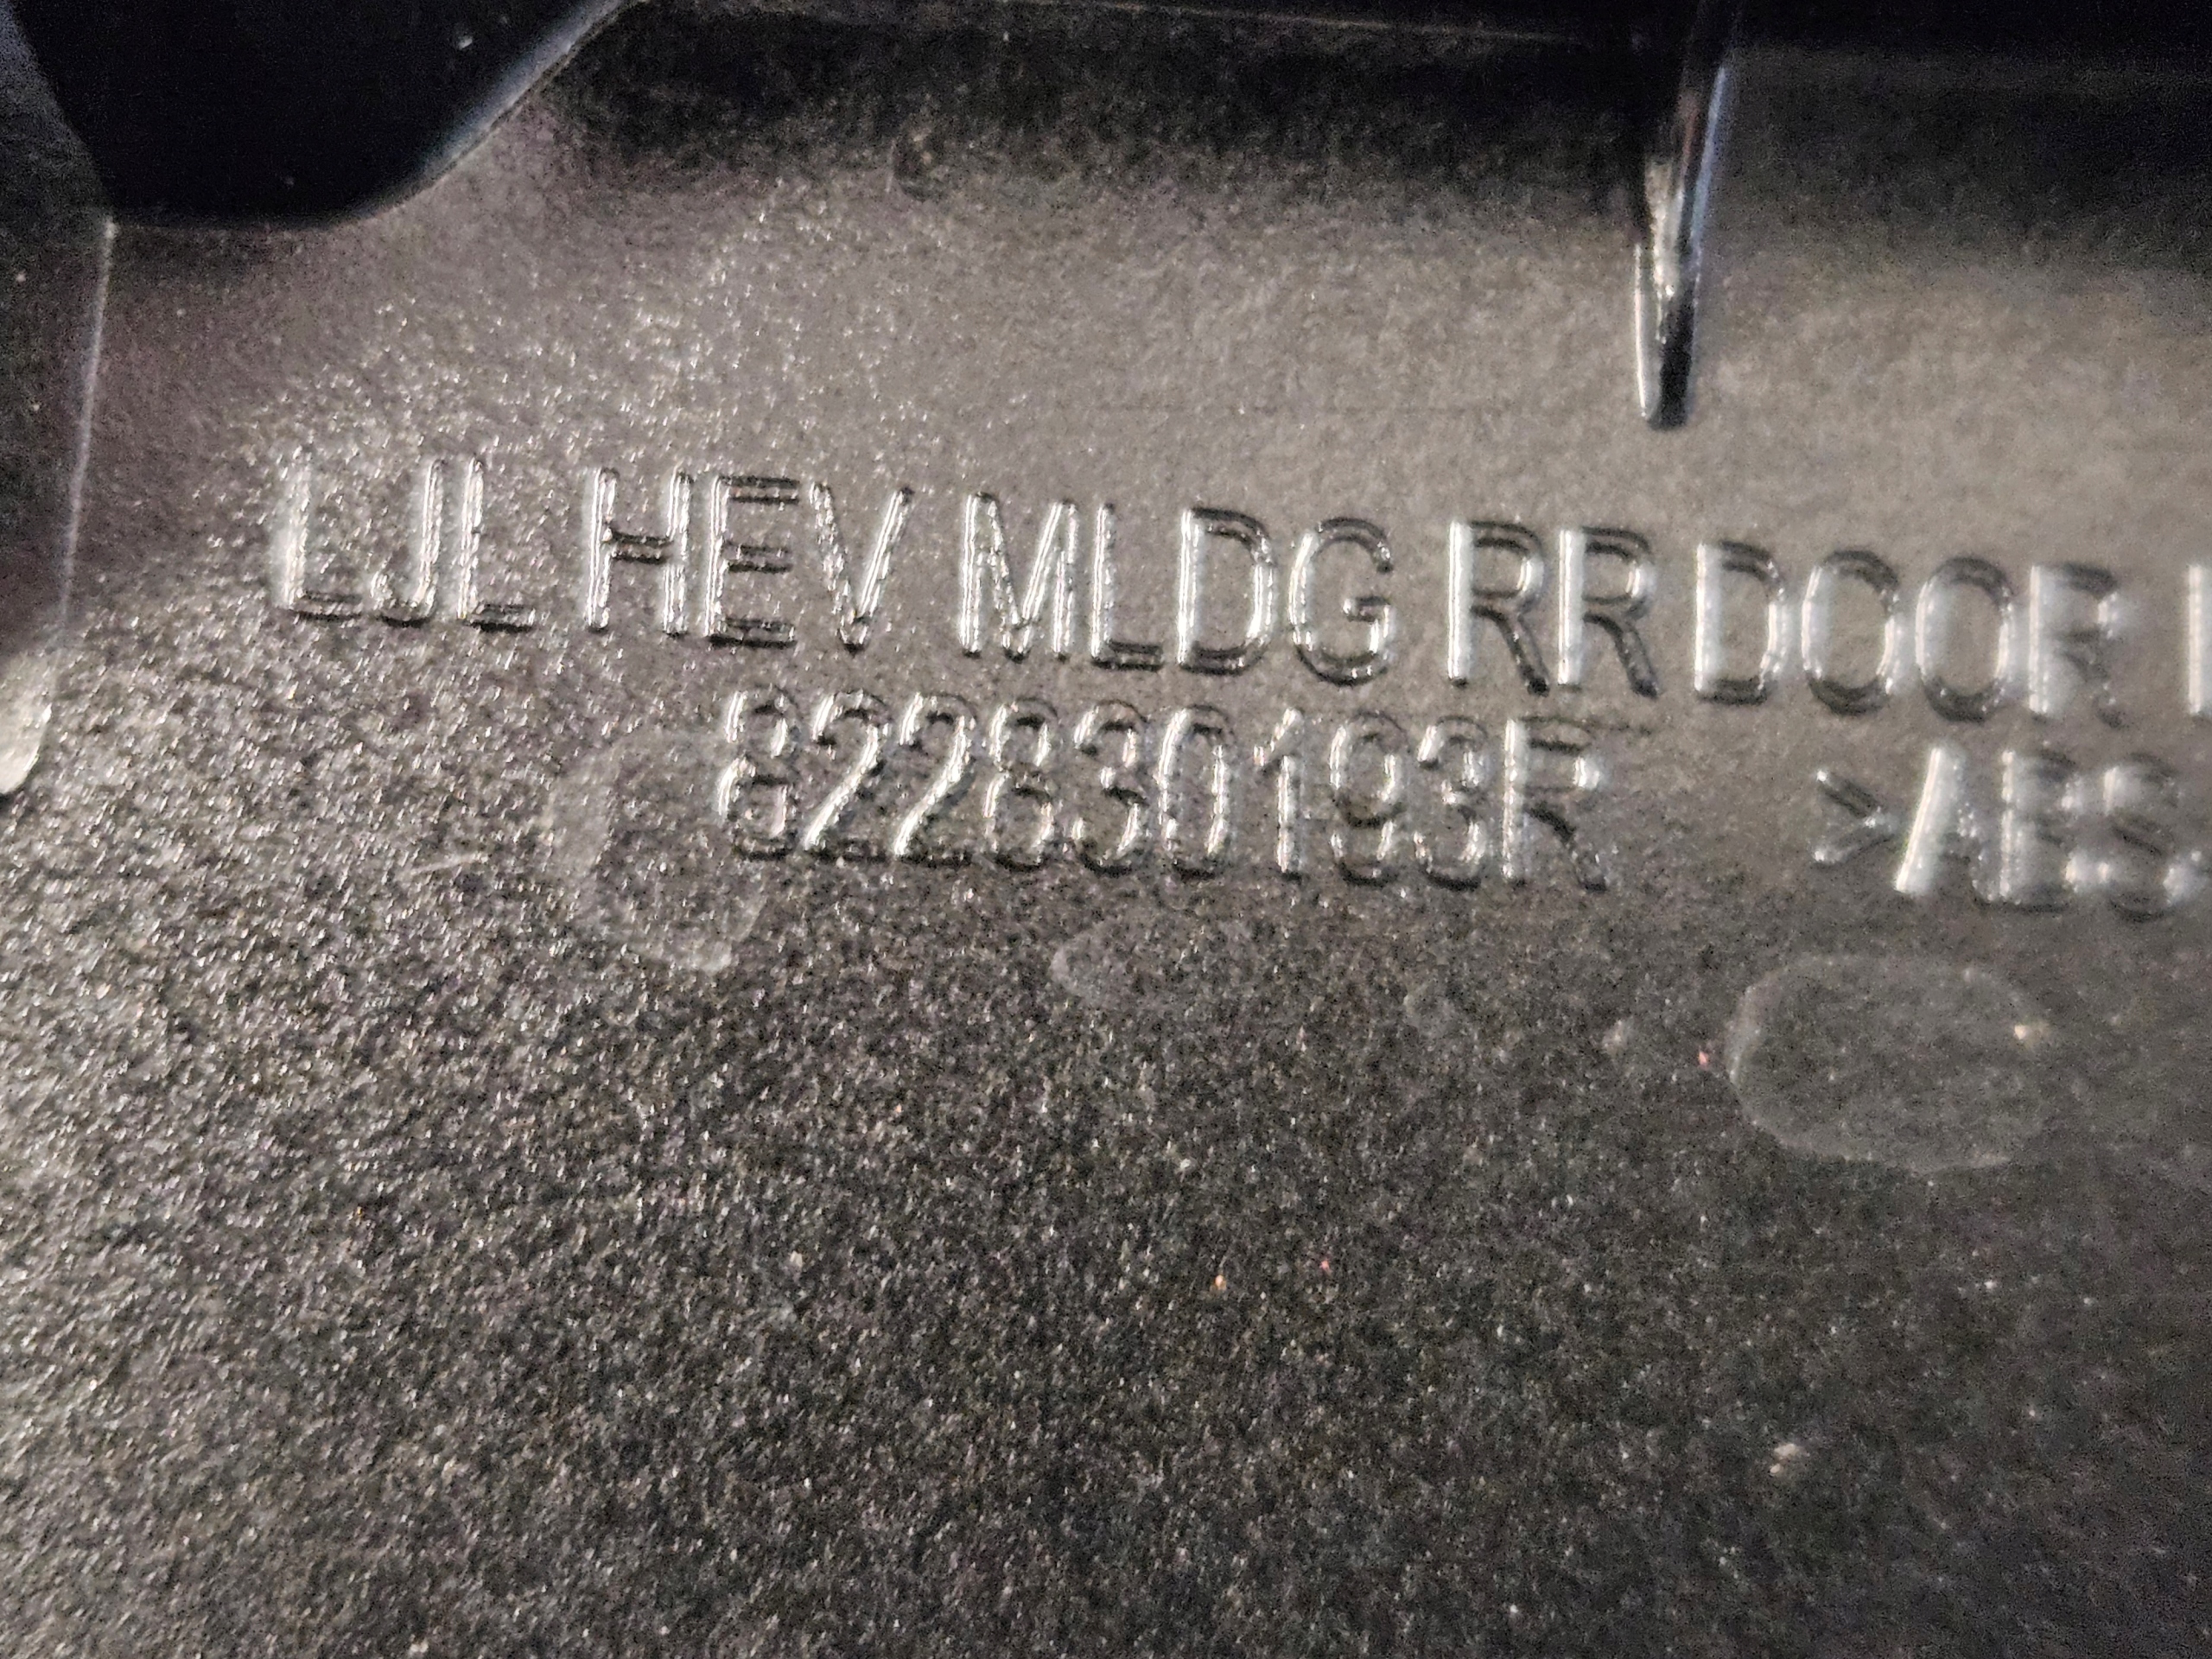 LJL HEV MLDG RR DOOR
822830193R >ABS